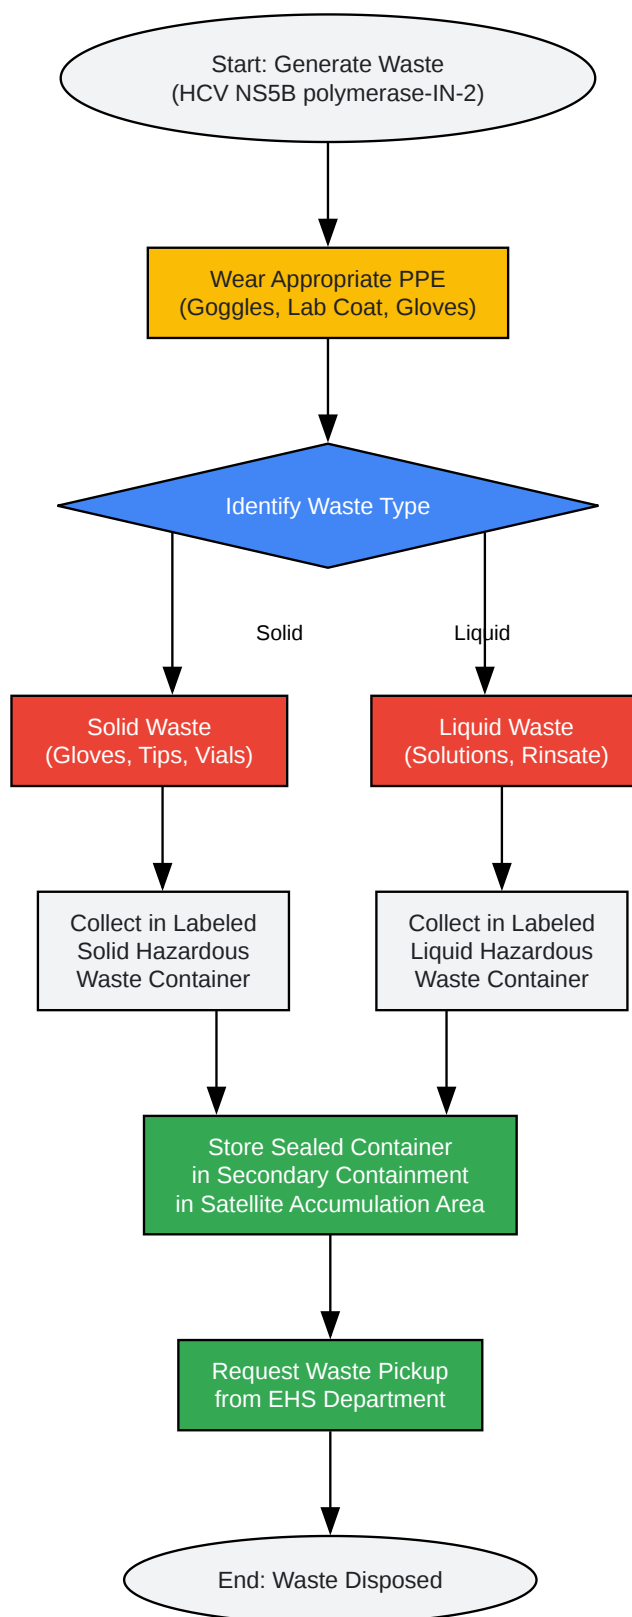 Start: Generate Waste
(HCV NS5B polymerase-IN-2)
Wear Appropriate PPE
(Goggles, Lab Coat, Gloves)
Identify Waste Type
Solid
Liquid
Solid Waste
(Gloves, Tips, Vials)
Liquid Waste
(Solutions, Rinsate)
Collect in Labeled
Solid Hazardous
Waste Container
Collect in Labeled
Liquid Hazardous
Waste Container
Store Sealed Container
in Secondary Containment
in Satellite Accumulation Area
Request Waste Pickup
from EHS Department
End: Waste Disposed